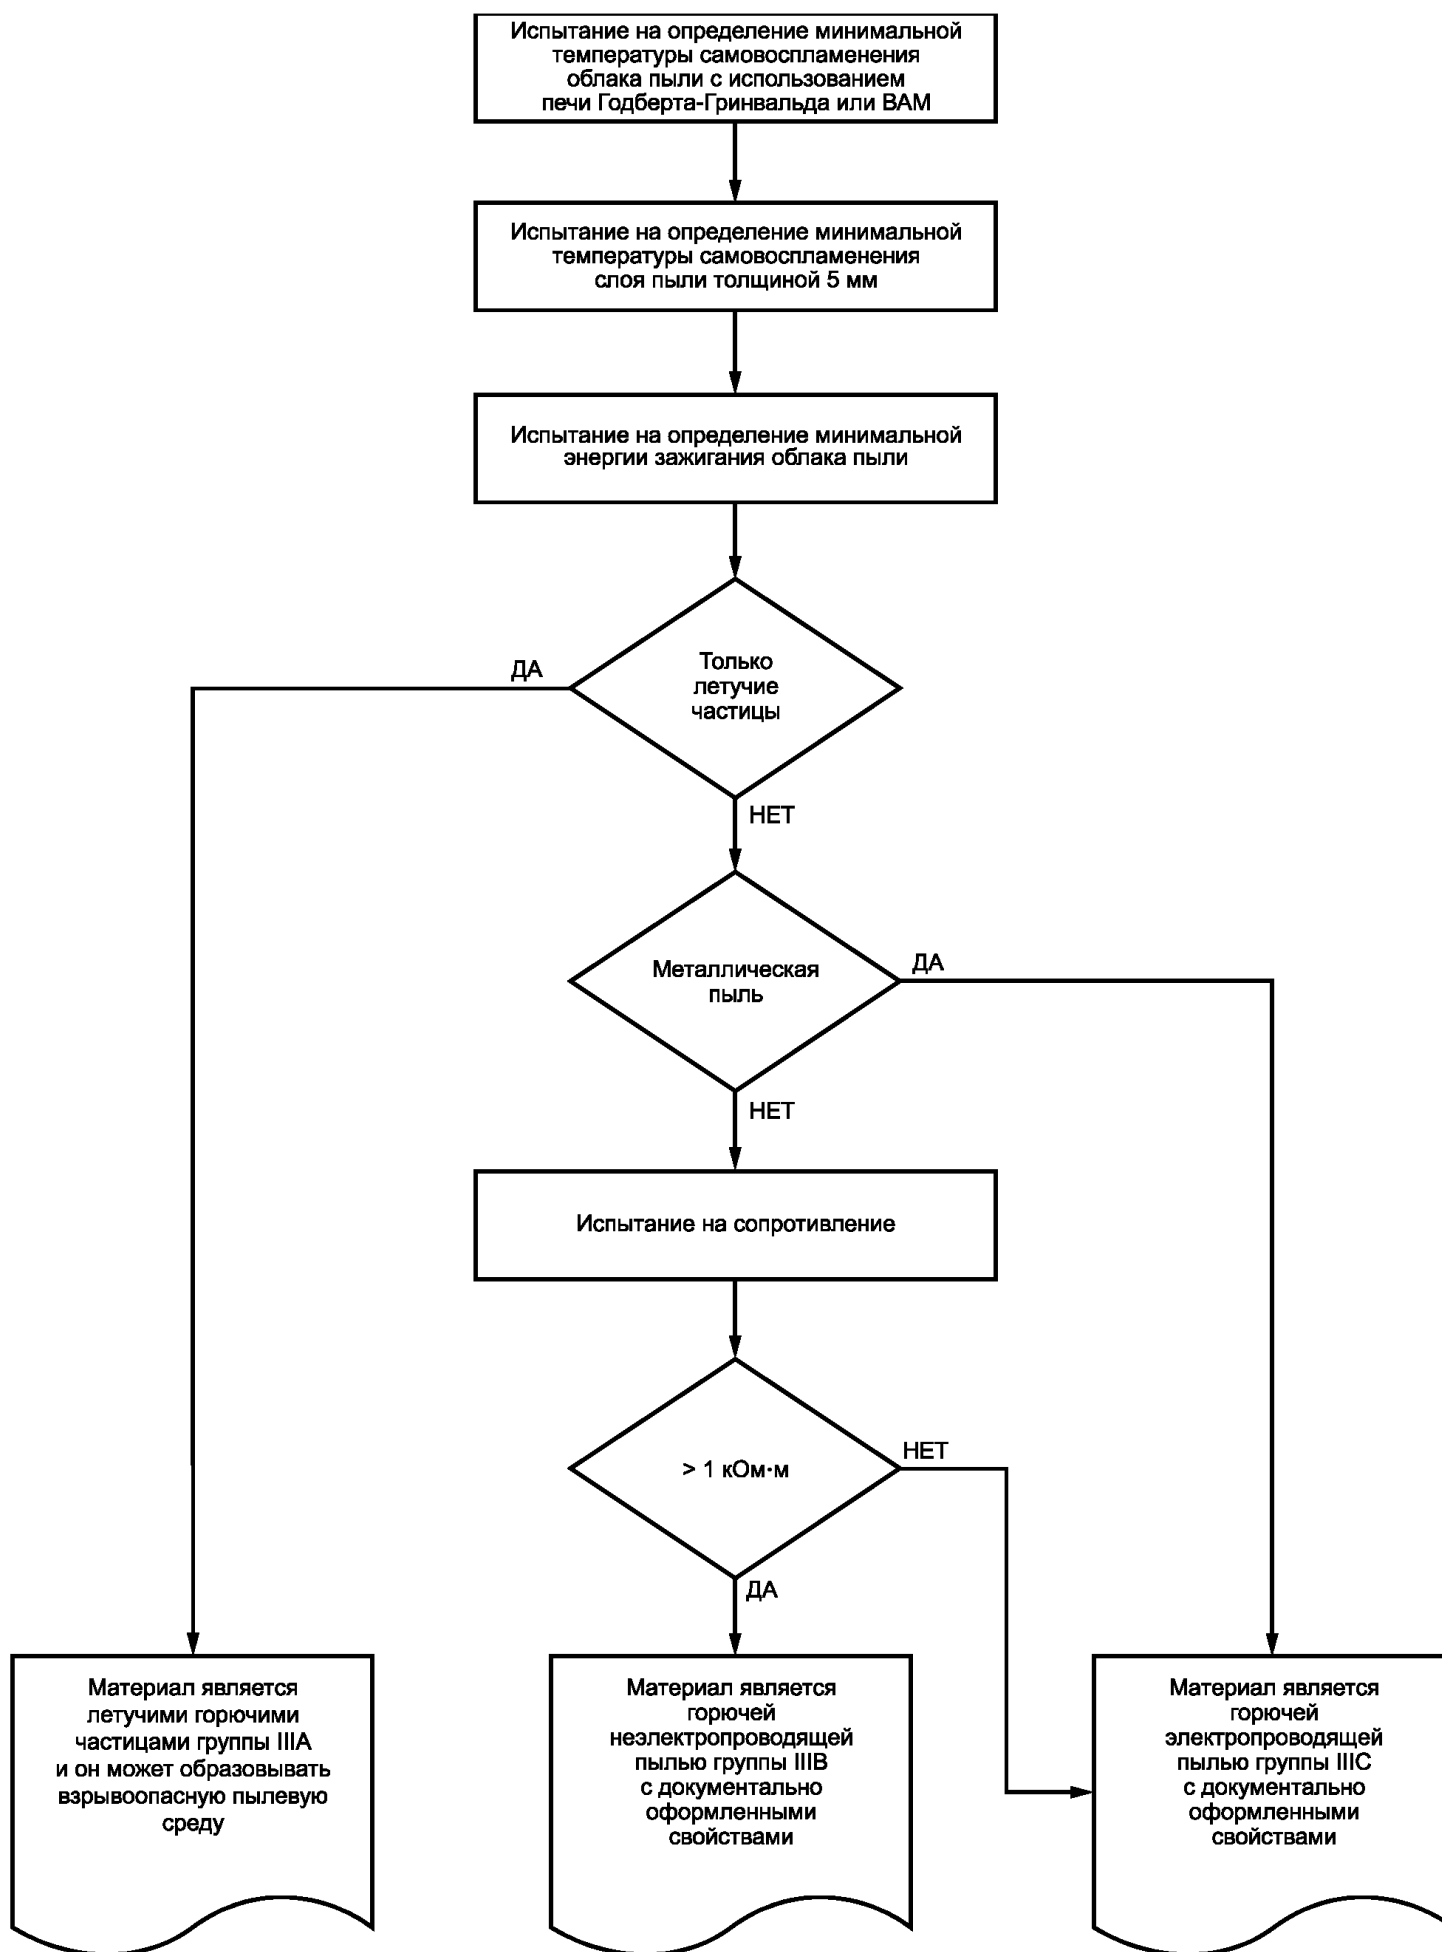 Испытание на определение минимальной
температуры самовоспламенения
облака пыли с использованием
печи Годберта-Гринвальда или ВАМ
Испытание на определение минимальной
температуры самовоспламенения
слоя пыли толщиной 5 мм
Испытание на определение минимальной
энергии зажигания облака пыли
Только
летучие
частицы
ДА
НЕТ
Металлическая
пыль
ДА
НЕТ
Испытание на сопротивление
> 1 кОм·м
НЕТ
ДА
Материал является
летучими горючими
частицами группы IIIA
и он может образовывать
взрывоопасную пылевую
среду
Материал является
горючей
неэлектропроводящей
пылью группы IIIB
с документально
оформленными
свойствами
Материал является
горючей
электропроводящей
пылью группы IIIC
с документально
оформленными
свойствами